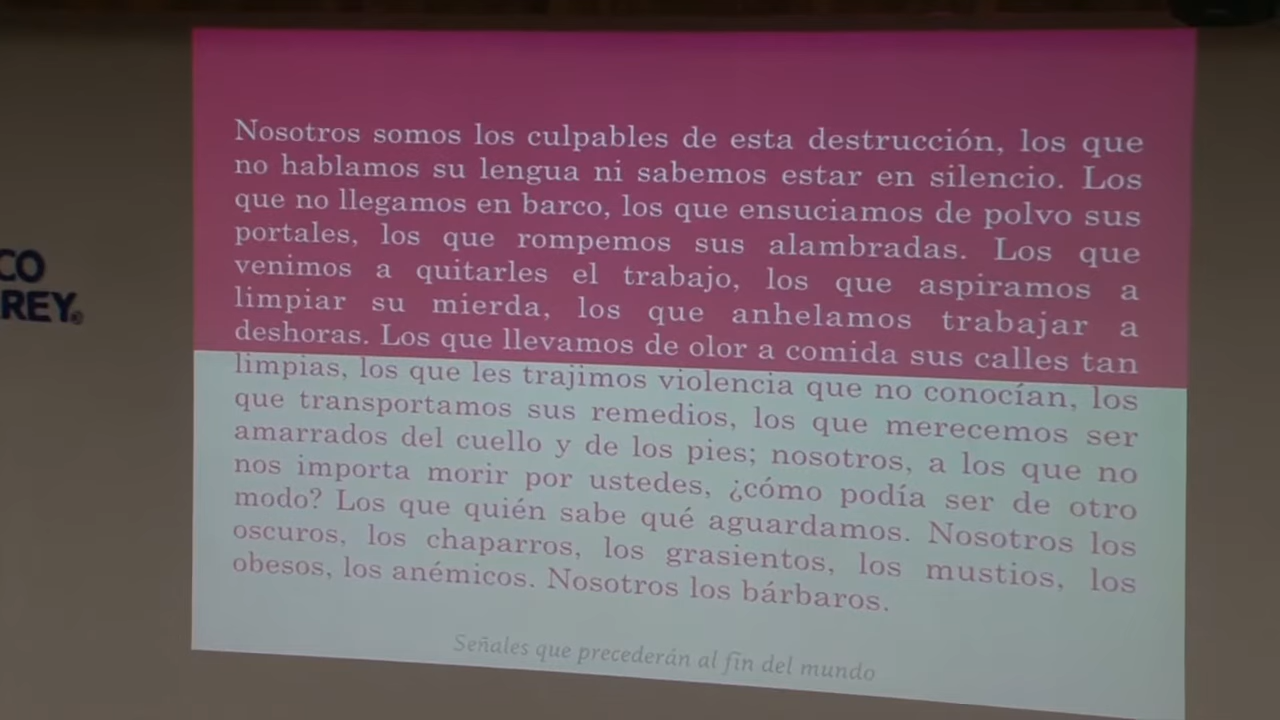 CO
REY®
Nosotros somos los culpables de esta destrucción, los que
no hablamos su lengua ni sabemos estar en silencio. Los
que no llegamos en barco, los que ensuciamos de polvo sus
portales, los que rompemos sus alambradas. Los que
venimos a quitarles el trabajo, los que aspiramos a
limpiar su mierda, los que anhelamos trabajar a
deshoras. Los que llevamos de olor a comida sus calles tan
limpias, los que les trajimos violencia que no conocían, los
que transportamos sus remedios, los que merecemos ser
amarrados del cuello y de los pies; nosotros, a los que no
nos importa morir por ustedes, ¿cómo podía ser de otro
modo? Los que quién sabe qué aguardamos. Nosotros los
oscuros, los chaparros, los grasientos, los mustios, los
obesos, los anémicos. Nosotros los bárbaros.
Señales que precederán al fin del mundo